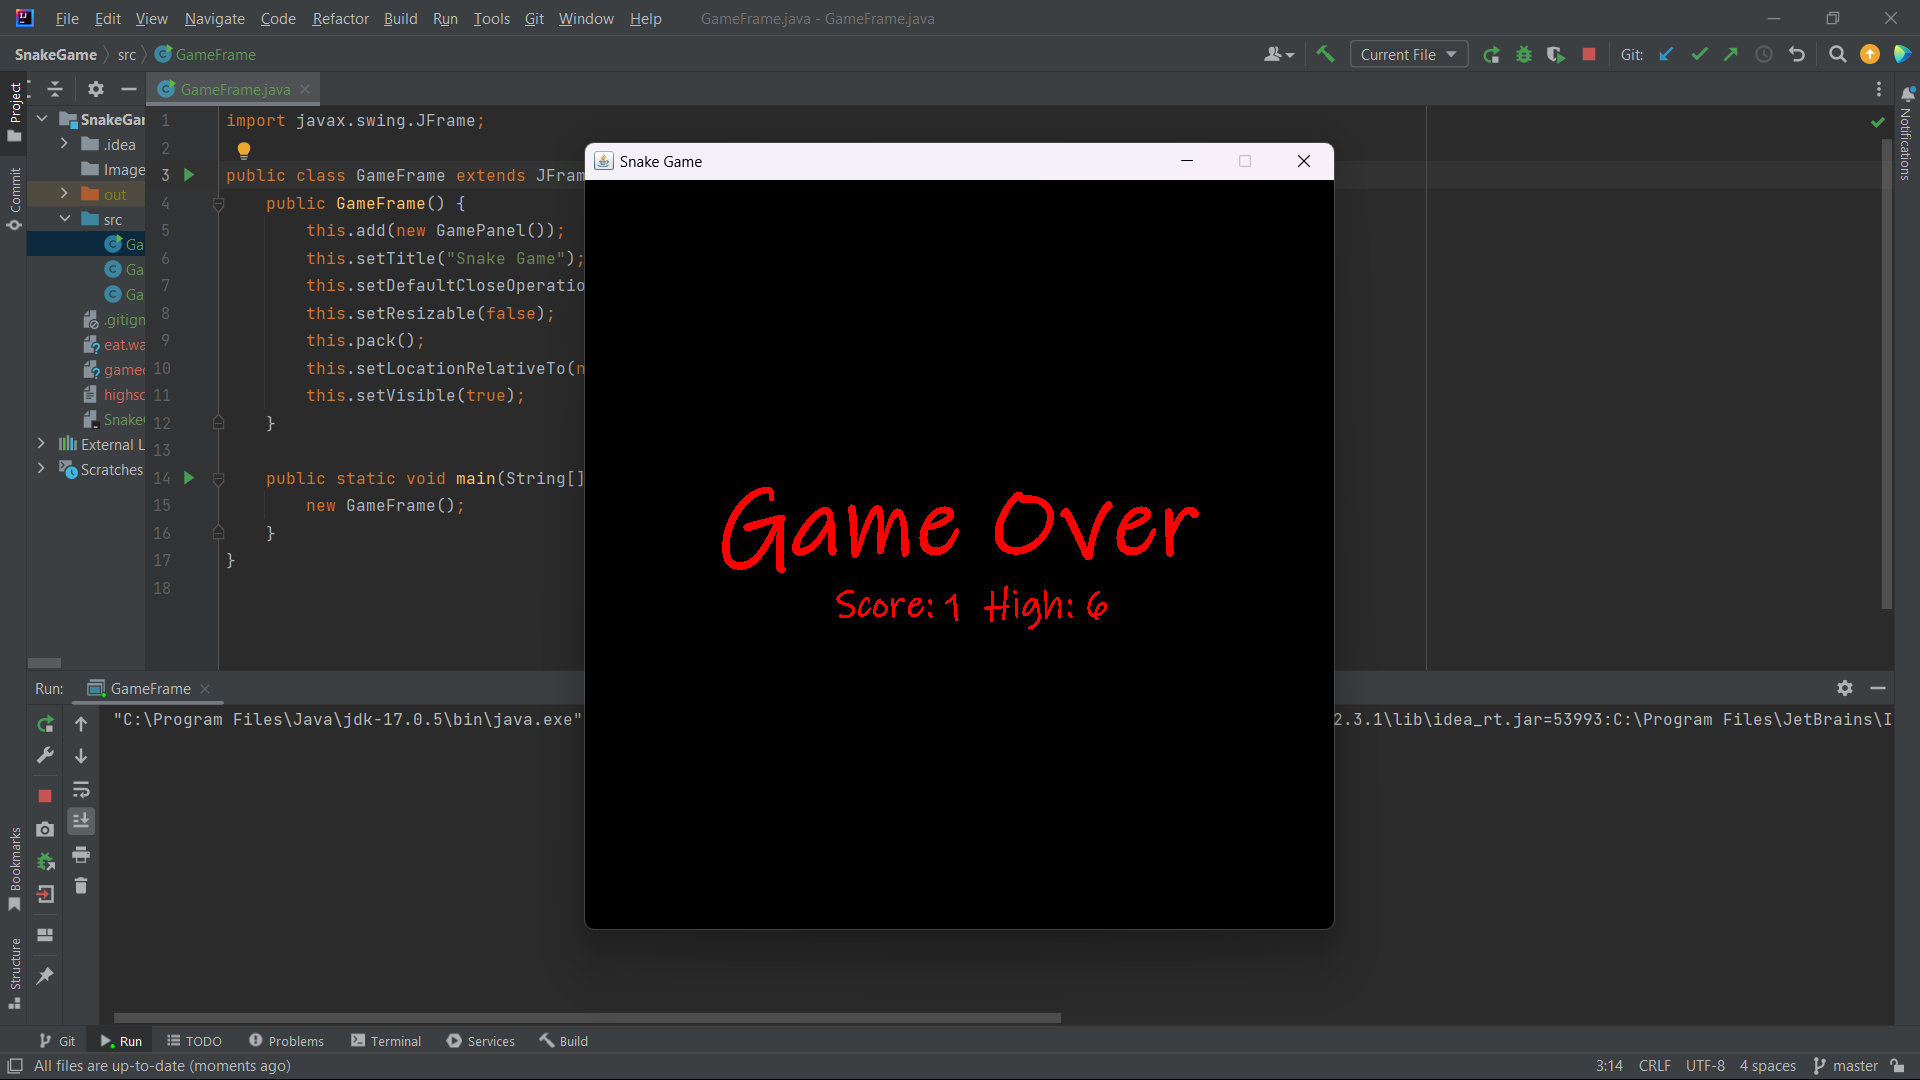 File Edit View Navigate Code Refactor Build Run Tools Git Window Help GameFrame.java - GameFrame.java
SnakeGame src GameFrame Current File Git:
Project
Commit
Bookmarks
Structure
Notifications
GameFrame.java
SnakeGar
.idea
Image
out
src
Ga
Ga
Ga
.gitign
eat.wa
gamec
highsc
Snake
External L
Scratches
1 import javax.swing.JFrame;
2
3 public class GameFrame extends JFram
4 public GameFrame() {
5 this.add(new GamePanel());
6 this.setTitle("Snake Game");
7 this.setDefaultCloseOperatio
8 this.setResizable(false);
9 this.pack();
10 this.setLocationRelativeTo(n
11 this.setVisible(true);
12 }
13
14 public static void main(String[]
15 new GameFrame();
16 }
17 }
18
Snake Game
Game Over
Score: 1 High: 6
Run: GameFrame
"C:\Program Files\Java\jdk-17.0.5\bin\java.exe" 2.3.1\lib\idea_rt.jar=53993:C:\Program Files\JetBrains\I
Git Run TODO Problems Terminal Services Build
All files are up-to-date (moments ago) 3:14 CRLF UTF-8 4 spaces master